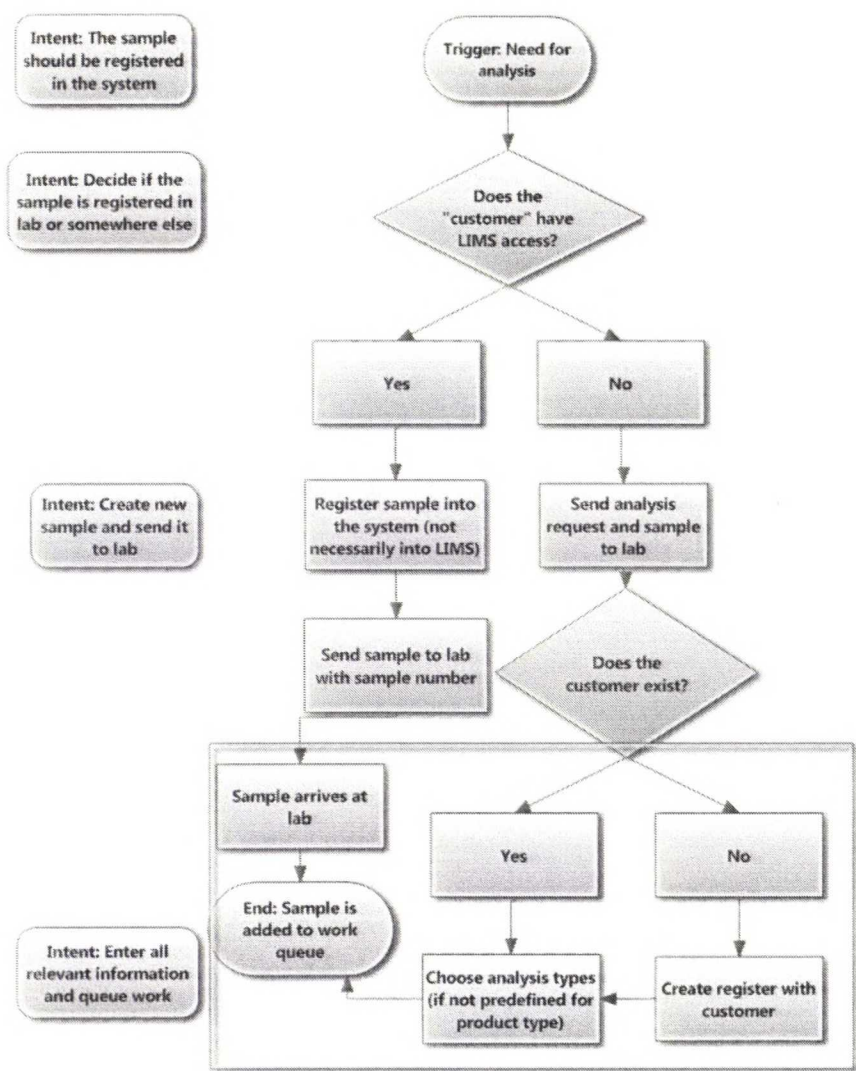 Intent: The sample
should be registered
in the system
Trigger: Need for
analysis
Intent: Decide if the
sample is registered in
lab or somewhere else
Does the
"customer" have
LIMS access?
Yes
No
Intent: Create new
sample and send it
to lab
Register sample into
the system (not
necessarily into LIMS)
Send analysis
request and sample
to lab
Send sample to lab
with sample number
Does the
customer exist?
Sample arrives at
lab
Yes
No
End: Sample is
added to work
queue
Intent: Enter all
relevant information
and queue work
Choose analysis types
(if not predefined for
product type)
Create register with
customer